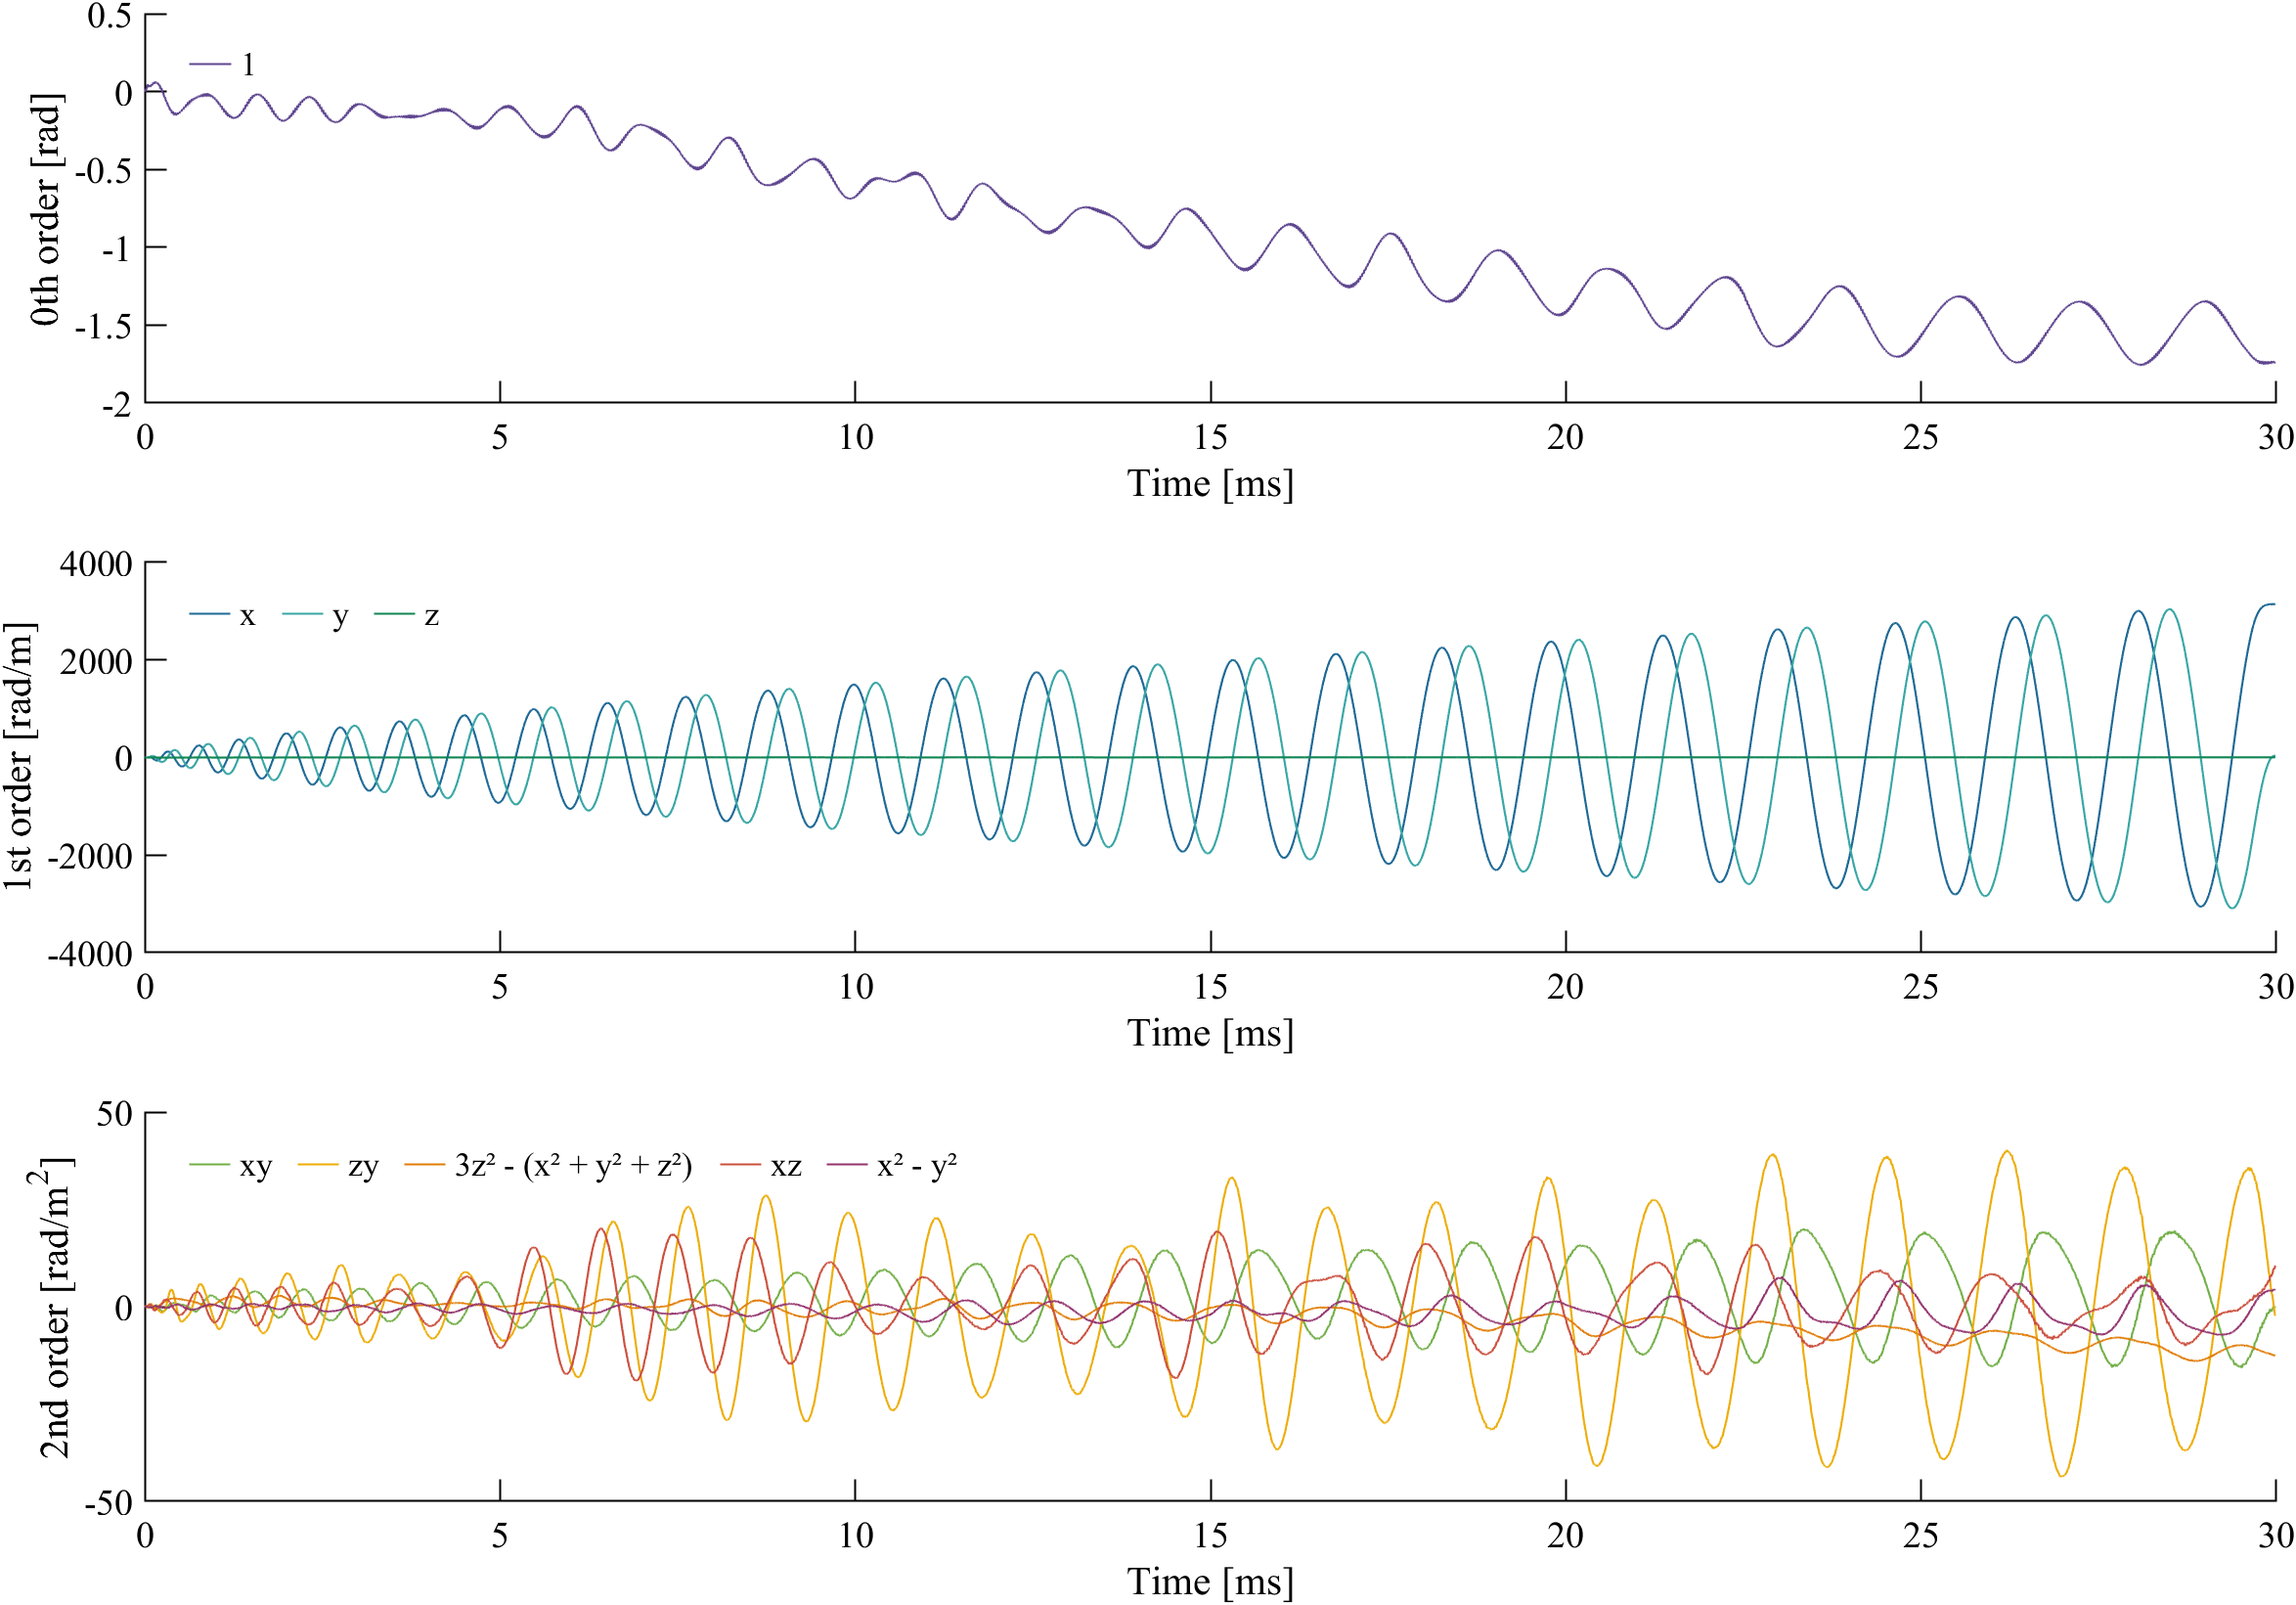 0.5
1
0
-0.5
-1
-1.5
-2
0th order [rad]
0 5 10 15 20 25 30
Time [ms]
4000
x y z
2000
0
-2000
-4000
1st order [rad/m]
0 5 10 15 20 25 30
Time [ms]
50
xy zy 3z² - (x² + y² + z²) xz x² - y²
0
-50
2nd order [rad/m²]
0 5 10 15 20 25 30
Time [ms]